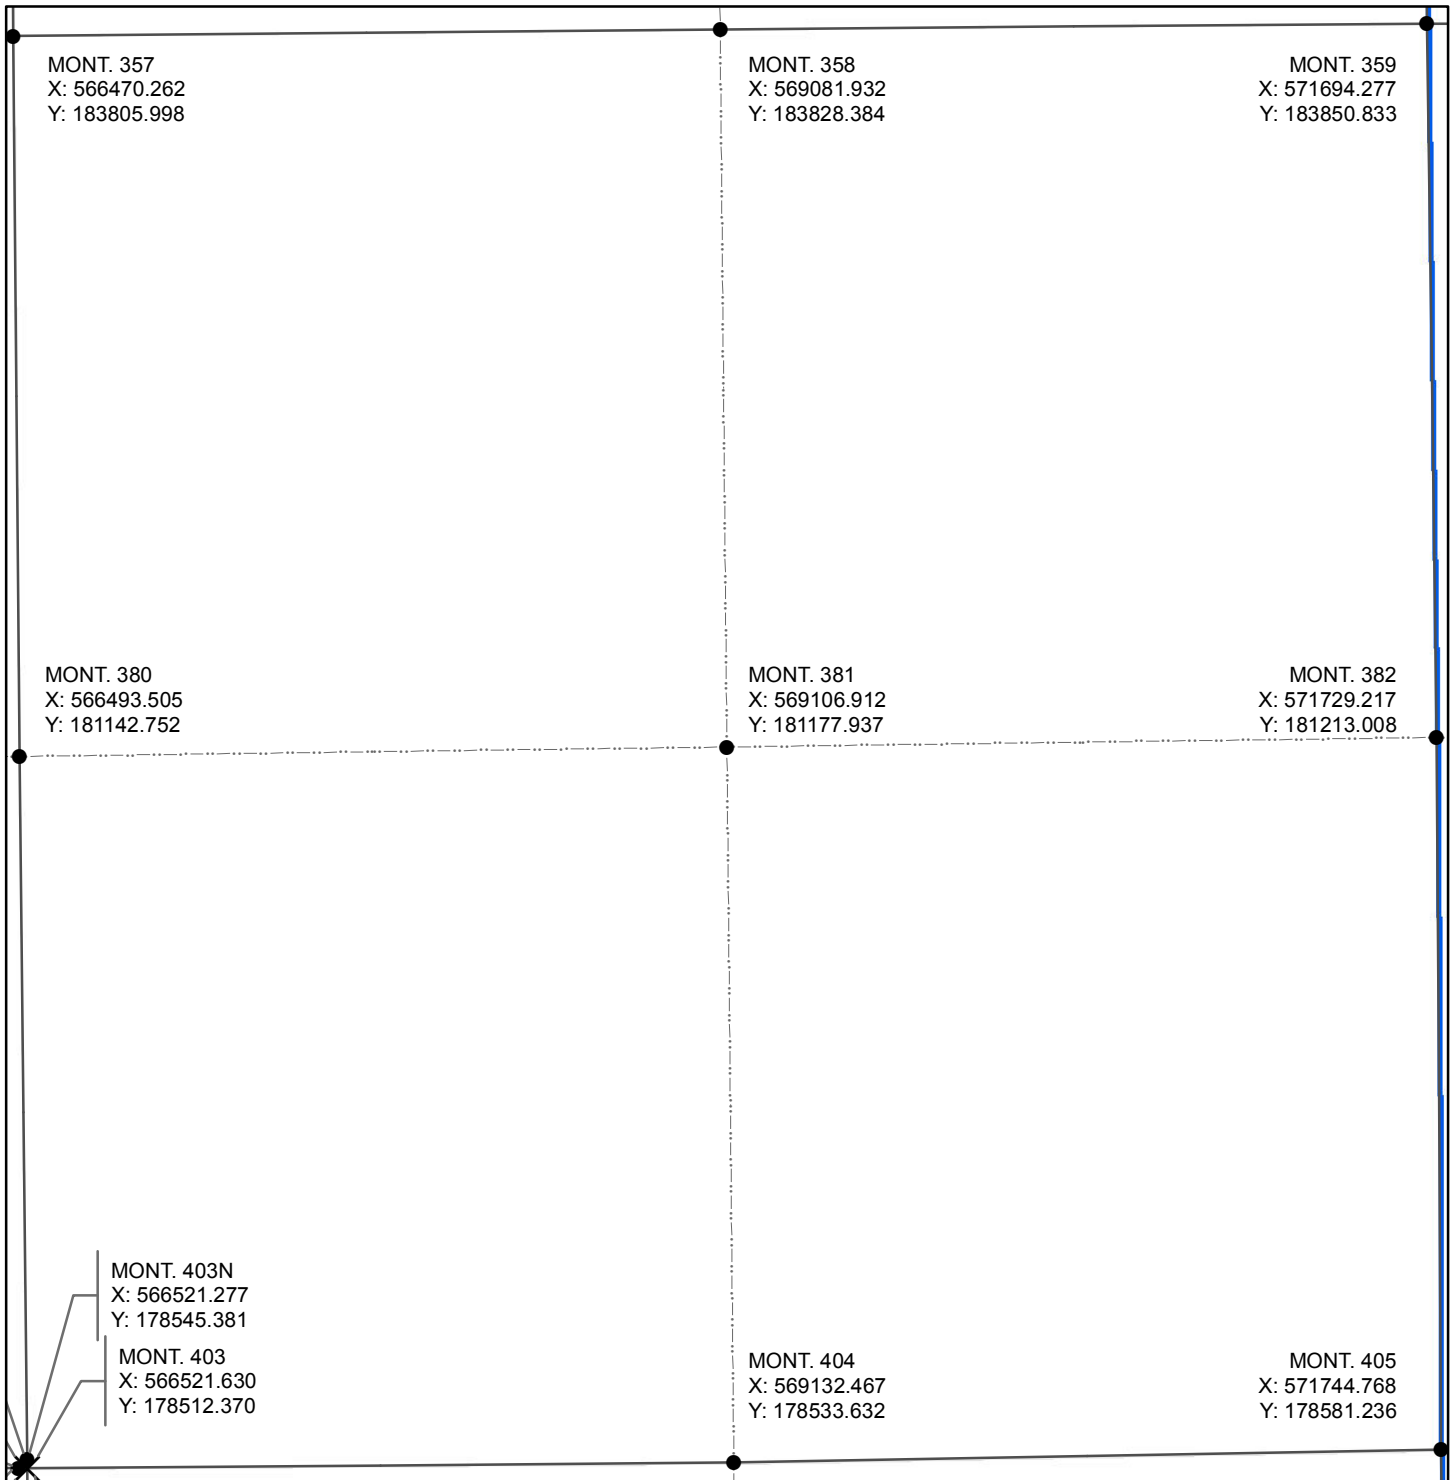 MONT. 357
X: 566470.262
Y: 183805.998
MONT. 358
X: 569081.932
Y: 183828.384
MONT. 359
X: 571694.277
Y: 183850.833
MONT. 380
X: 566493.505
Y: 181142.752
MONT. 381
X: 569106.912
Y: 181177.937
MONT. 382
X: 571729.217
Y: 181213.008
MONT. 403N
X: 566521.277
Y: 178545.381
MONT. 403
X: 566521.630
Y: 178512.370
MONT. 404
X: 569132.467
Y: 178533.632
MONT. 405
X: 571744.768
Y: 178581.236